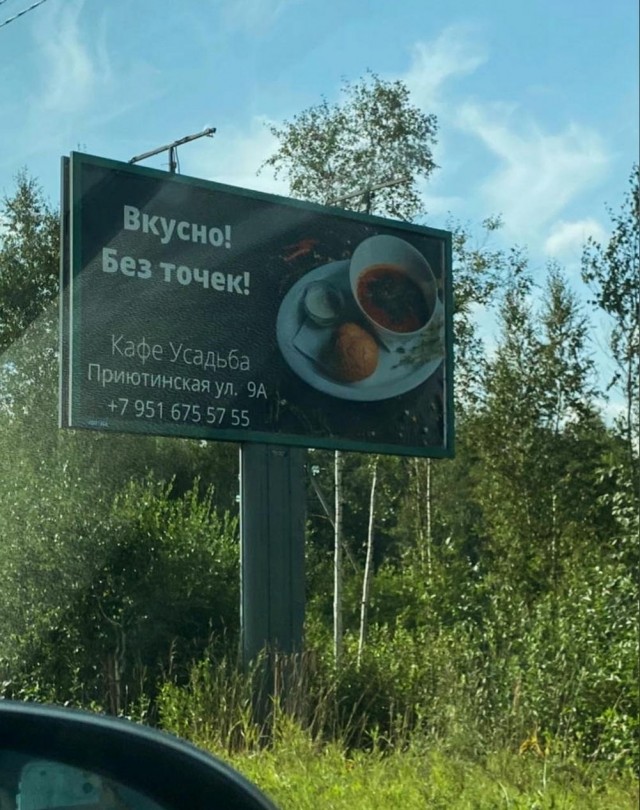 Вкусно!
Без точек!
Кафе Усадьба
Приютинская ул. 9А
+7 951 675 57 55